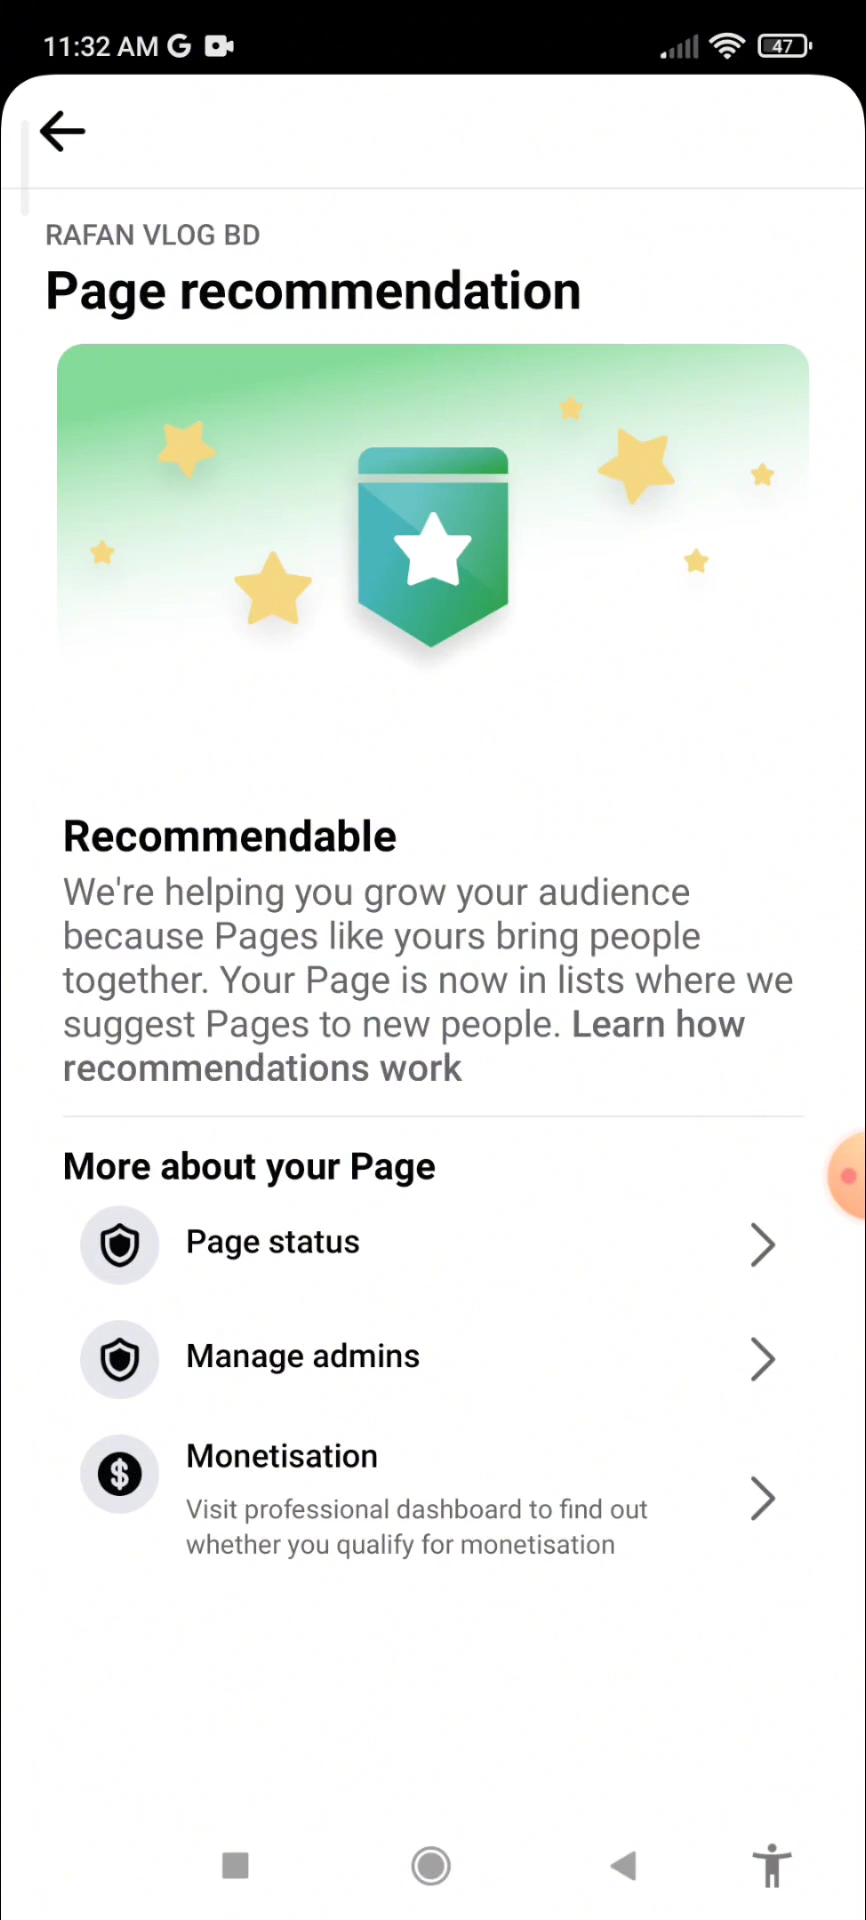 11:32 AM G
47
RAFAN VLOG BD
Page recommendation
Recommendable
We're helping you grow your audience
because Pages like yours bring people
together. Your Page is now in lists where we
suggest Pages to new people. Learn how
recommendations work
More about your Page
Page status
Manage admins
$ Monetisation
Visit professional dashboard to find out
whether you qualify for monetisation